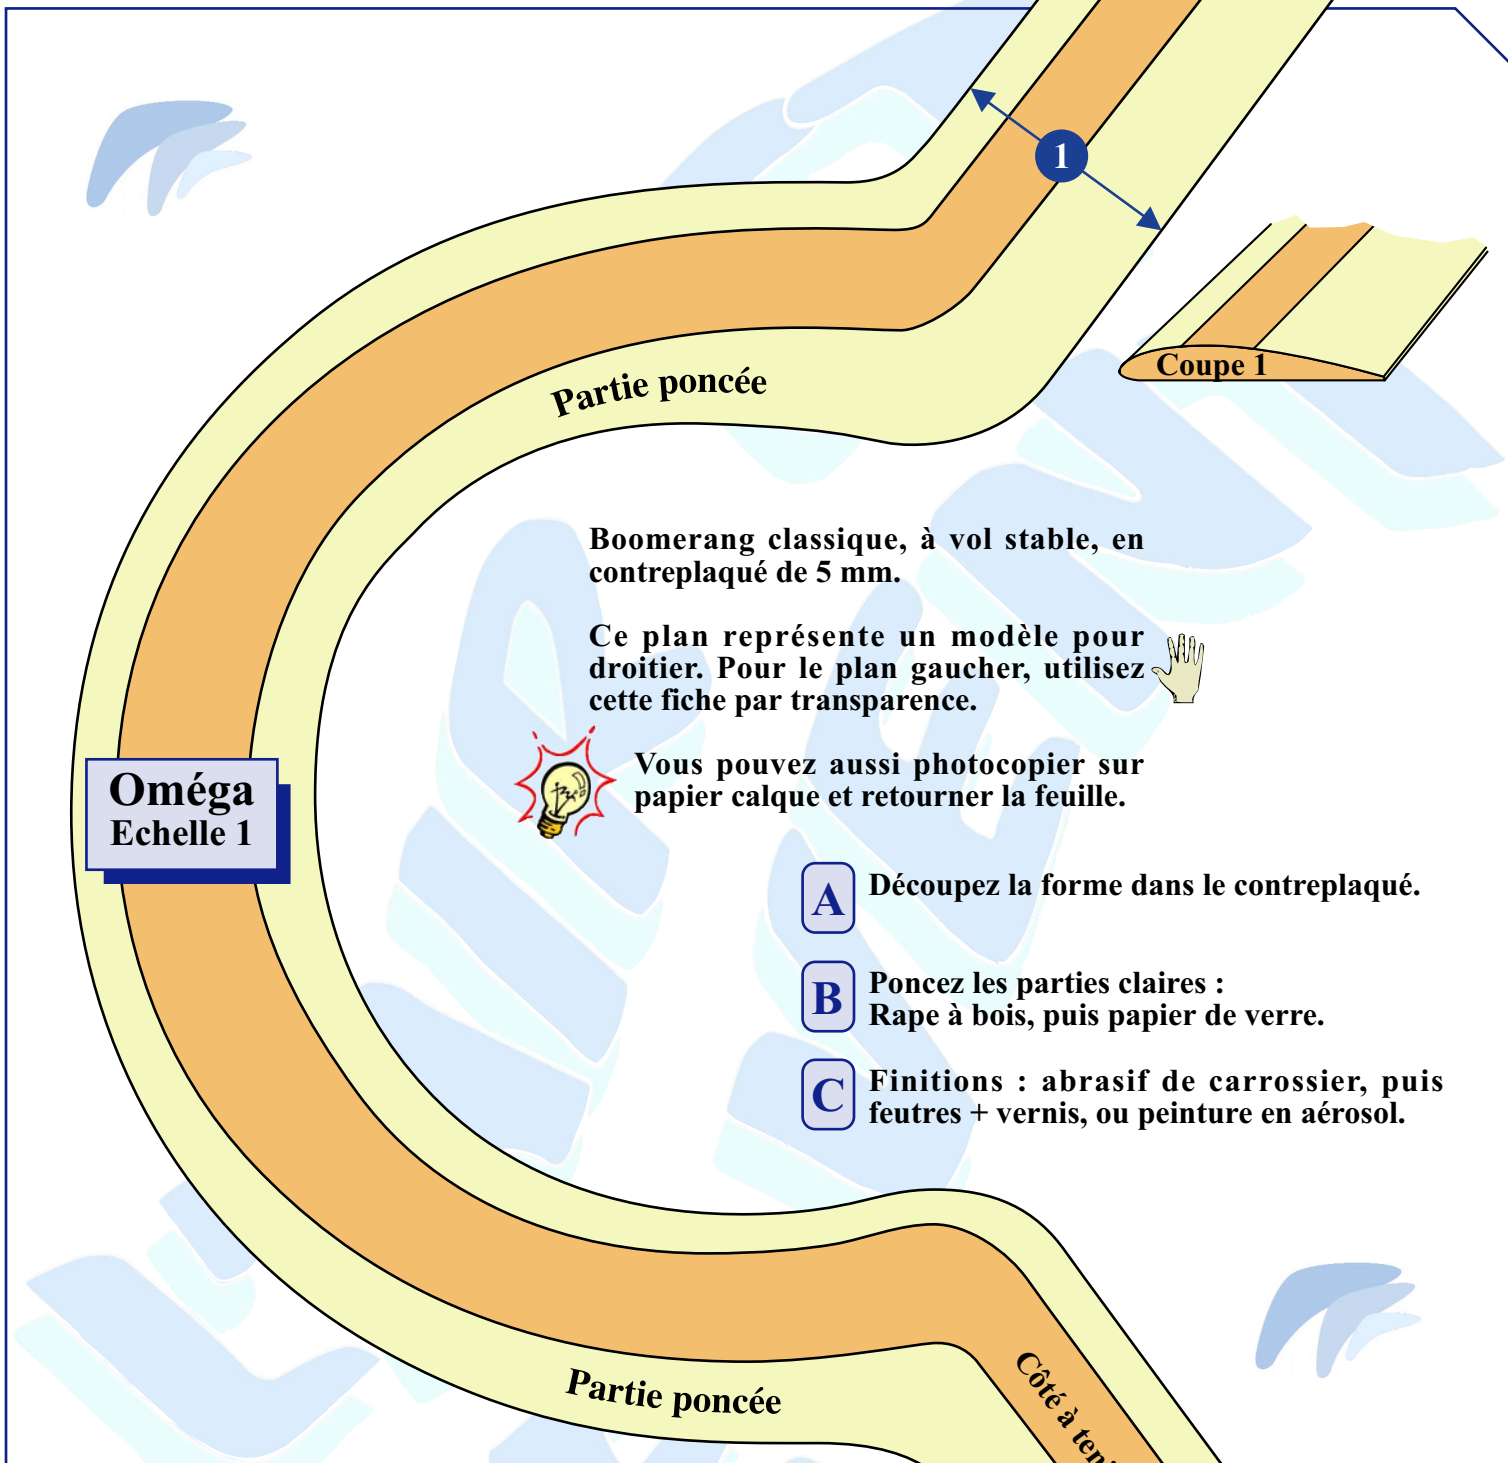 1
Coupe 1
Partie poncée
Boomerang classique, à vol stable, en
contreplaqué de 5 mm.
Ce plan représente un modèle pour
droitier. Pour le plan gaucher, utilisez
cette fiche par transparence.
Vous pouvez aussi photocopier sur
papier calque et retourner la feuille.
Oméga
Echelle 1
A Découpez la forme dans le contreplaqué.
B Poncez les parties claires :
Rape à bois, puis papier de verre.
C Finitions : abrasif de carrossier, puis
feutres + vernis, ou peinture en aérosol.
Partie poncée
Côté à